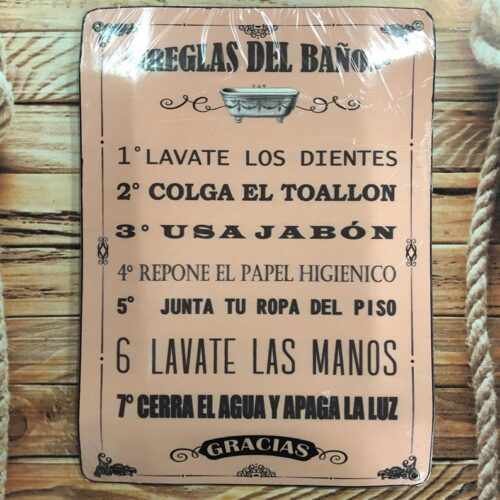 REGLAS DEL BAÑO
1° LAVATE LOS DIENTES
2° COLGA EL TOALLON
3° USA JABÓN
4° REPONE EL PAPEL HIGIENICO
5° JUNTA TU ROPA DEL PISO
6 LAVATE LAS MANOS
7° CERRA EL AGUA Y APAGA LA LUZ
GRACIAS